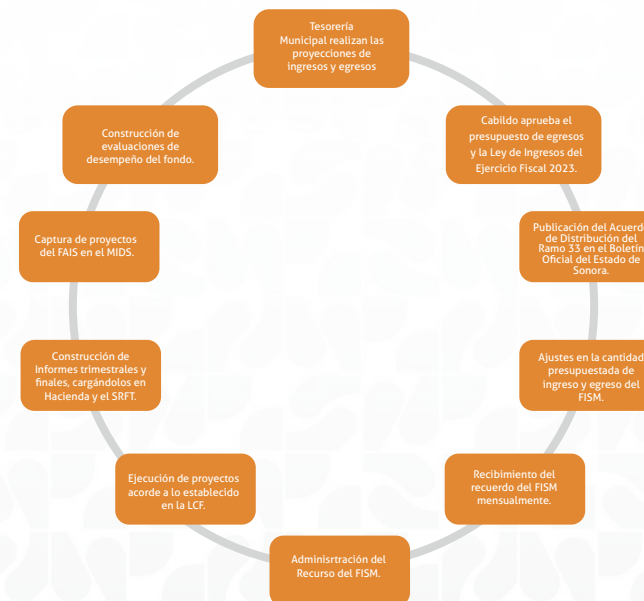 Tesorería
Municipal realizan las
proyecciones de
ingresos y egresos
Cabildo aprueba el
presupuesto de egresos
y la Ley de Ingresos del
Ejercicio Fiscal 2023.
Publicación del Acuerdo
de Distribución del
Ramo 33 en el Boletín
Oficial del Estado de
Sonora.
Ajustes en la cantidad
presupuestada de
ingreso y egreso del
FISM.
Recibimiento del
recuerdo del FISM
mensualmente.
Adminisrtración del
Recurso del FISM.
Ejecución de proyectos
acorde a lo establecido
en la LCF.
Construcción de
Informes trimestrales y
finales, cargándolos en
Hacienda y el SRFT.
Captura de proyectos
del FAIS en el MIDS.
Construcción de
evaluaciones de
desempeño del fondo.